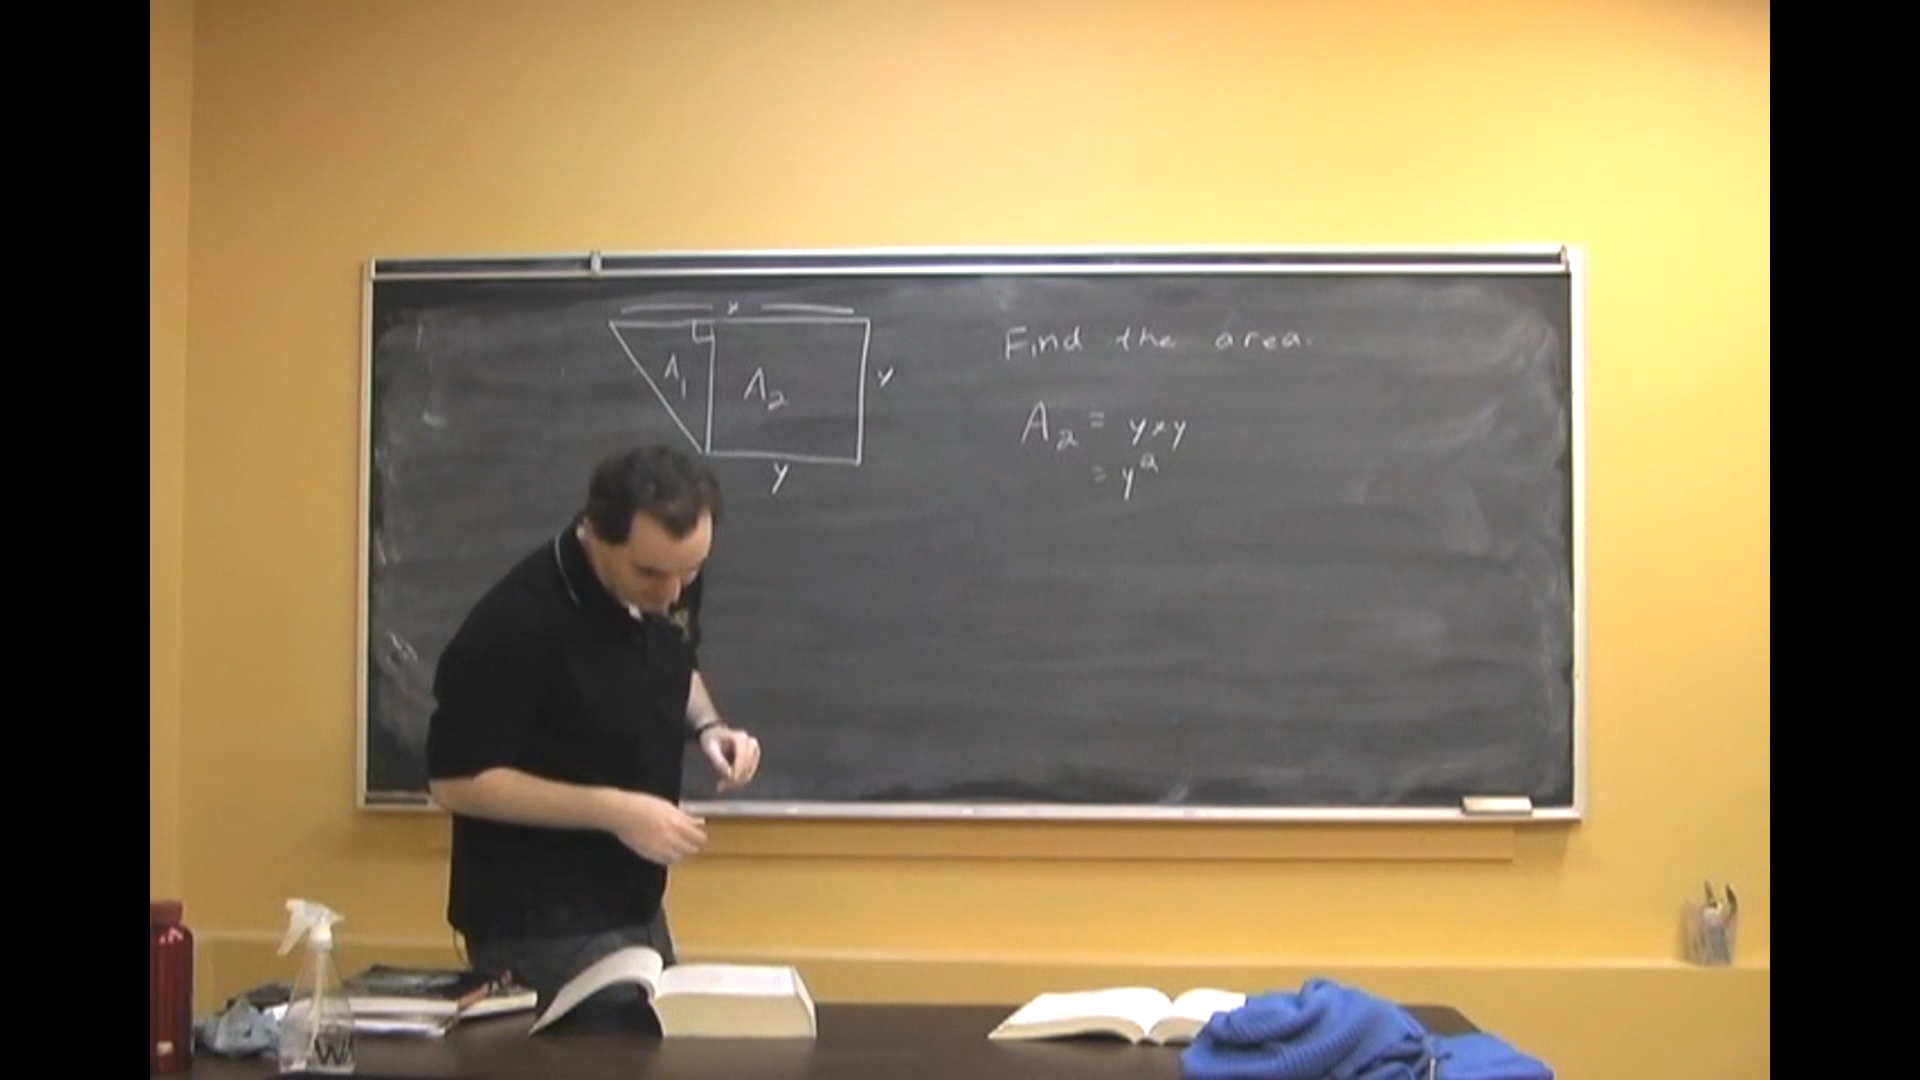 x
Find the area.
A1
A2
y
y
A2 = y×y
= y²
W